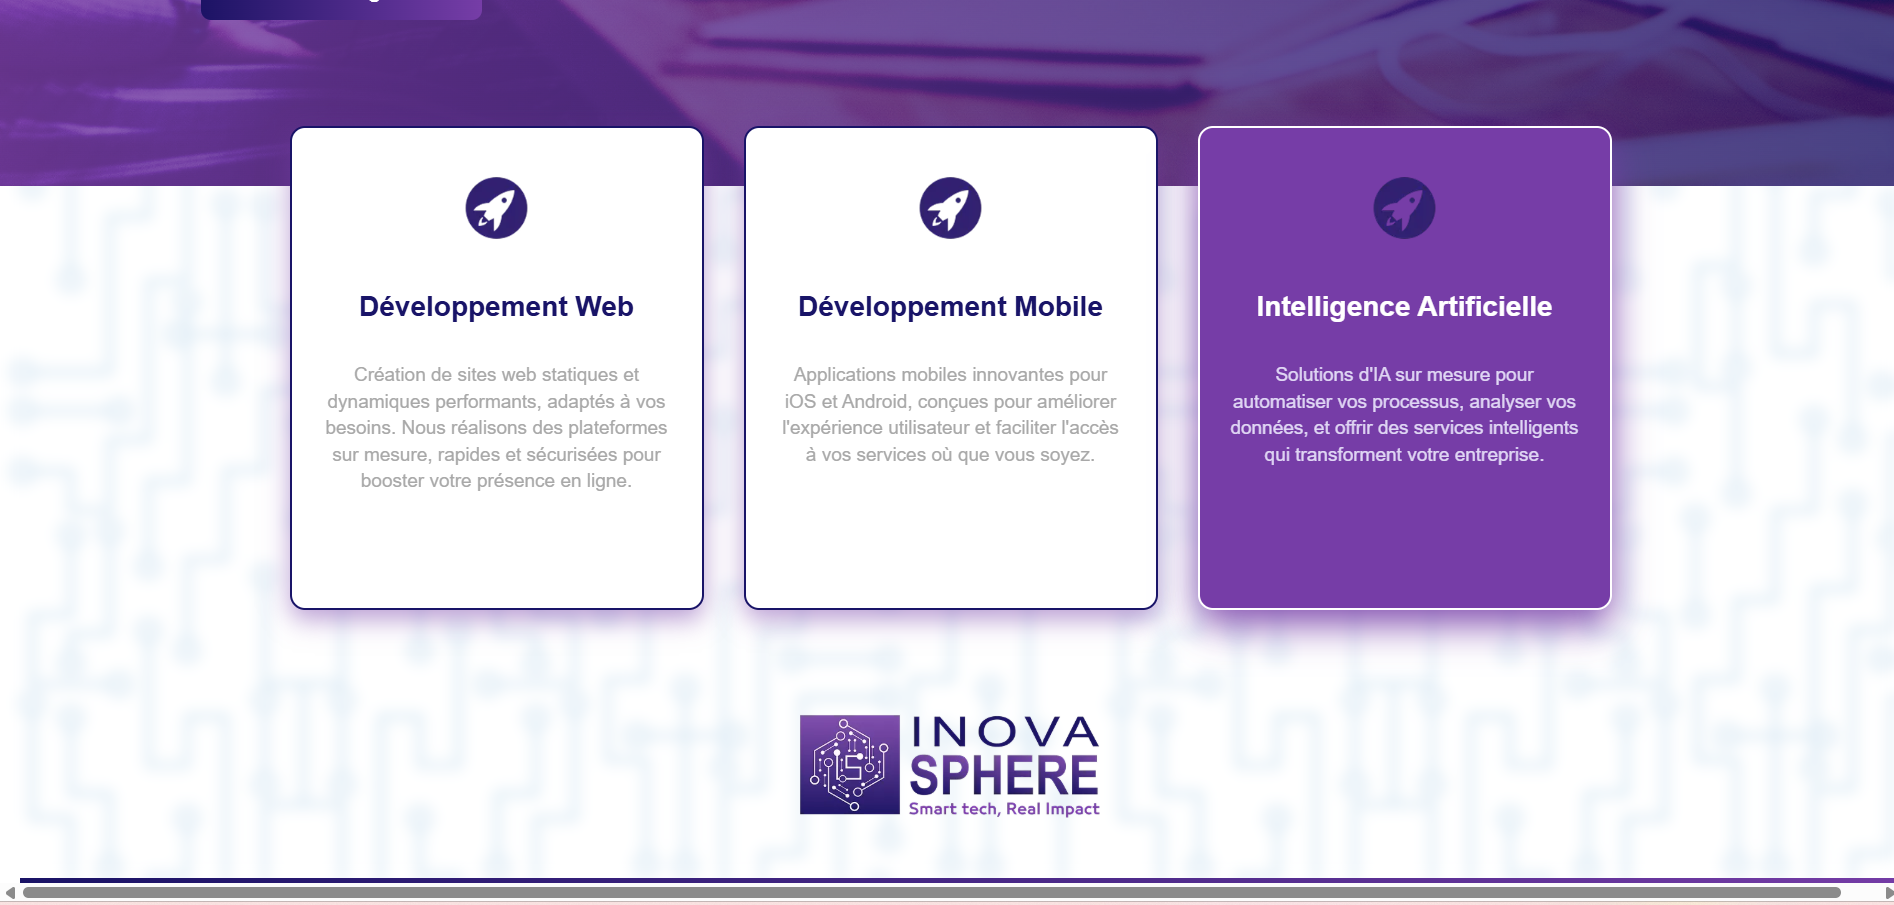 Développement Web
Création de sites web statiques et
dynamiques performants, adaptés à vos
besoins. Nous réalisons des plateformes
sur mesure, rapides et sécurisées pour
booster votre présence en ligne.
Développement Mobile
Applications mobiles innovantes pour
iOS et Android, conçues pour améliorer
l'expérience utilisateur et faciliter l'accès
à vos services où que vous soyez.
Intelligence Artificielle
Solutions d'IA sur mesure pour
automatiser vos processus, analyser vos
données, et offrir des services intelligents
qui transforment votre entreprise.
INOVA
SPHERE
Smart tech, Real Impact